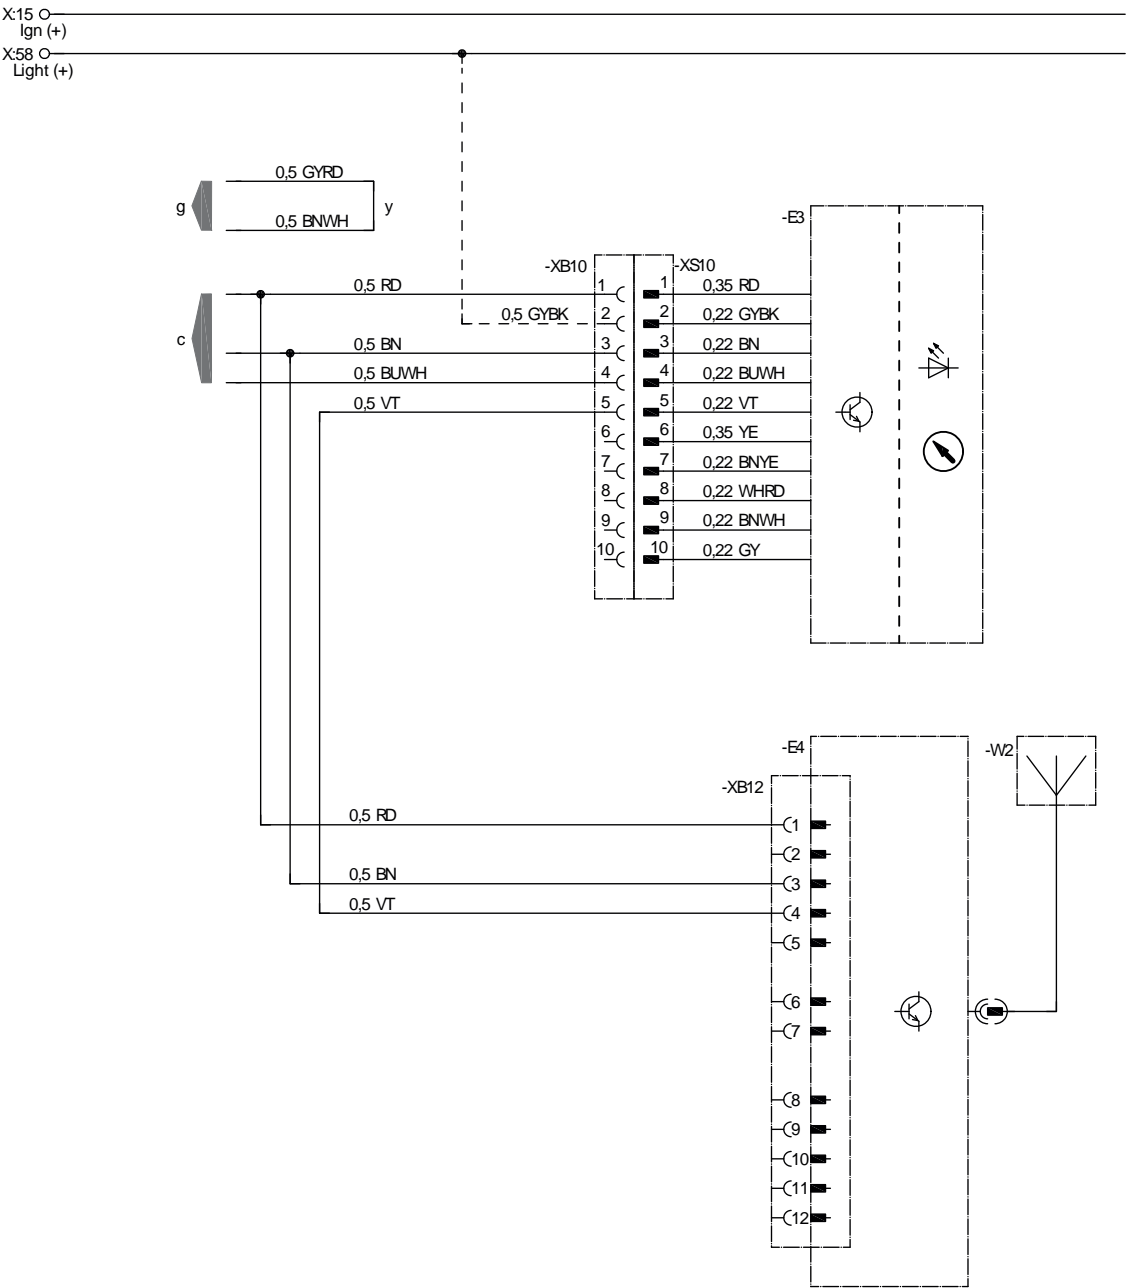 X:15
Ign (+)
X:58
Light (+)
0,5 GYRD
g
y
0,5 BNWH
-E3
-XB10
-XS10
0,5 RD
1
1
0,35 RD
0,5 GYBK
2
2
0,22 GYBK
c
0,5 BN
3
3
0,22 BN
0,5 BUWH
4
4
0,22 BUWH
0,5 VT
5
5
0,22 VT
6
6
0,35 YE
7
7
0,22 BNYE
8
8
0,22 WHRD
9
9
0,22 BNWH
10
10
0,22 GY
-E4
-W2
-XB12
0,5 RD
1
2
0,5 BN
3
0,5 VT
4
5
6
7
8
9
10
11
12